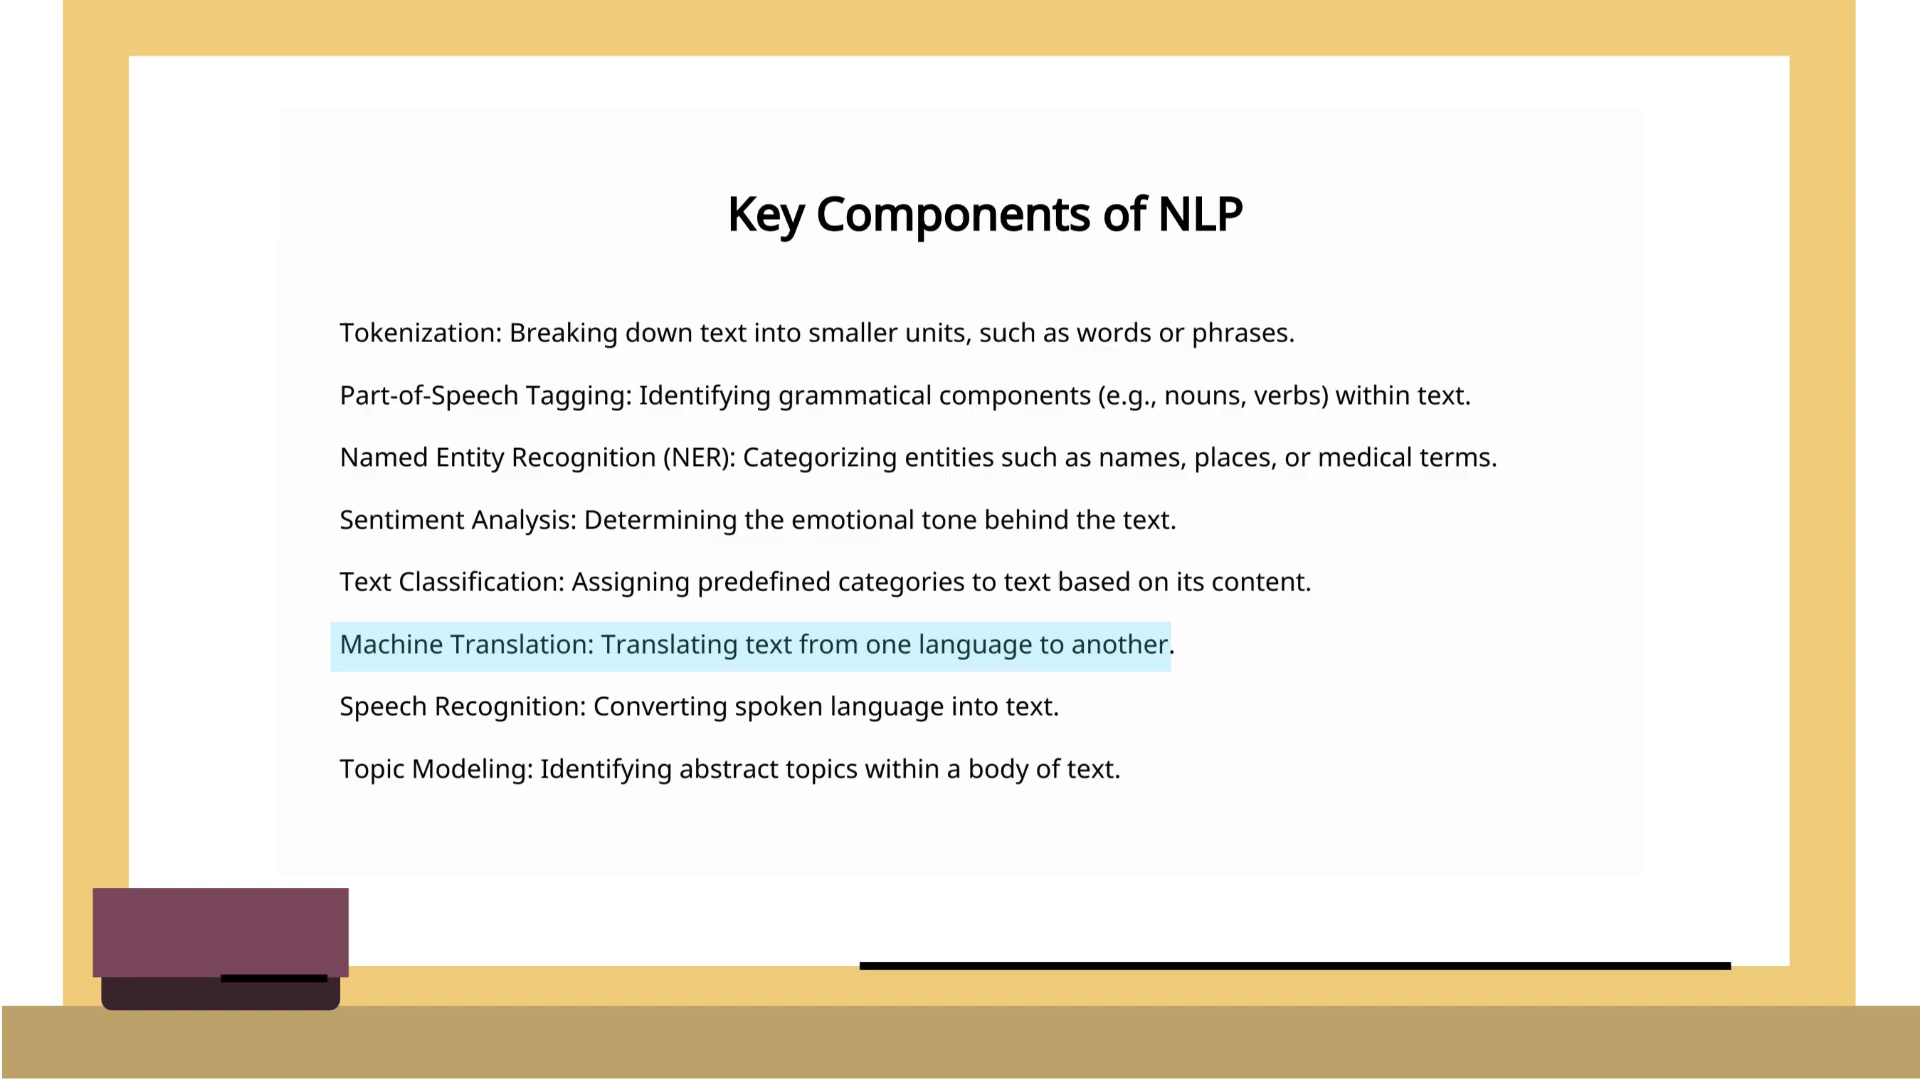 Key Components of NLP
Tokenization: Breaking down text into smaller units, such as words or phrases.
Part-of-Speech Tagging: Identifying grammatical components (e.g., nouns, verbs) within text.
Named Entity Recognition (NER): Categorizing entities such as names, places, or medical terms.
Sentiment Analysis: Determining the emotional tone behind the text.
Text Classification: Assigning predefined categories to text based on its content.
Machine Translation: Translating text from one language to another.
Speech Recognition: Converting spoken language into text.
Topic Modeling: Identifying abstract topics within a body of text.